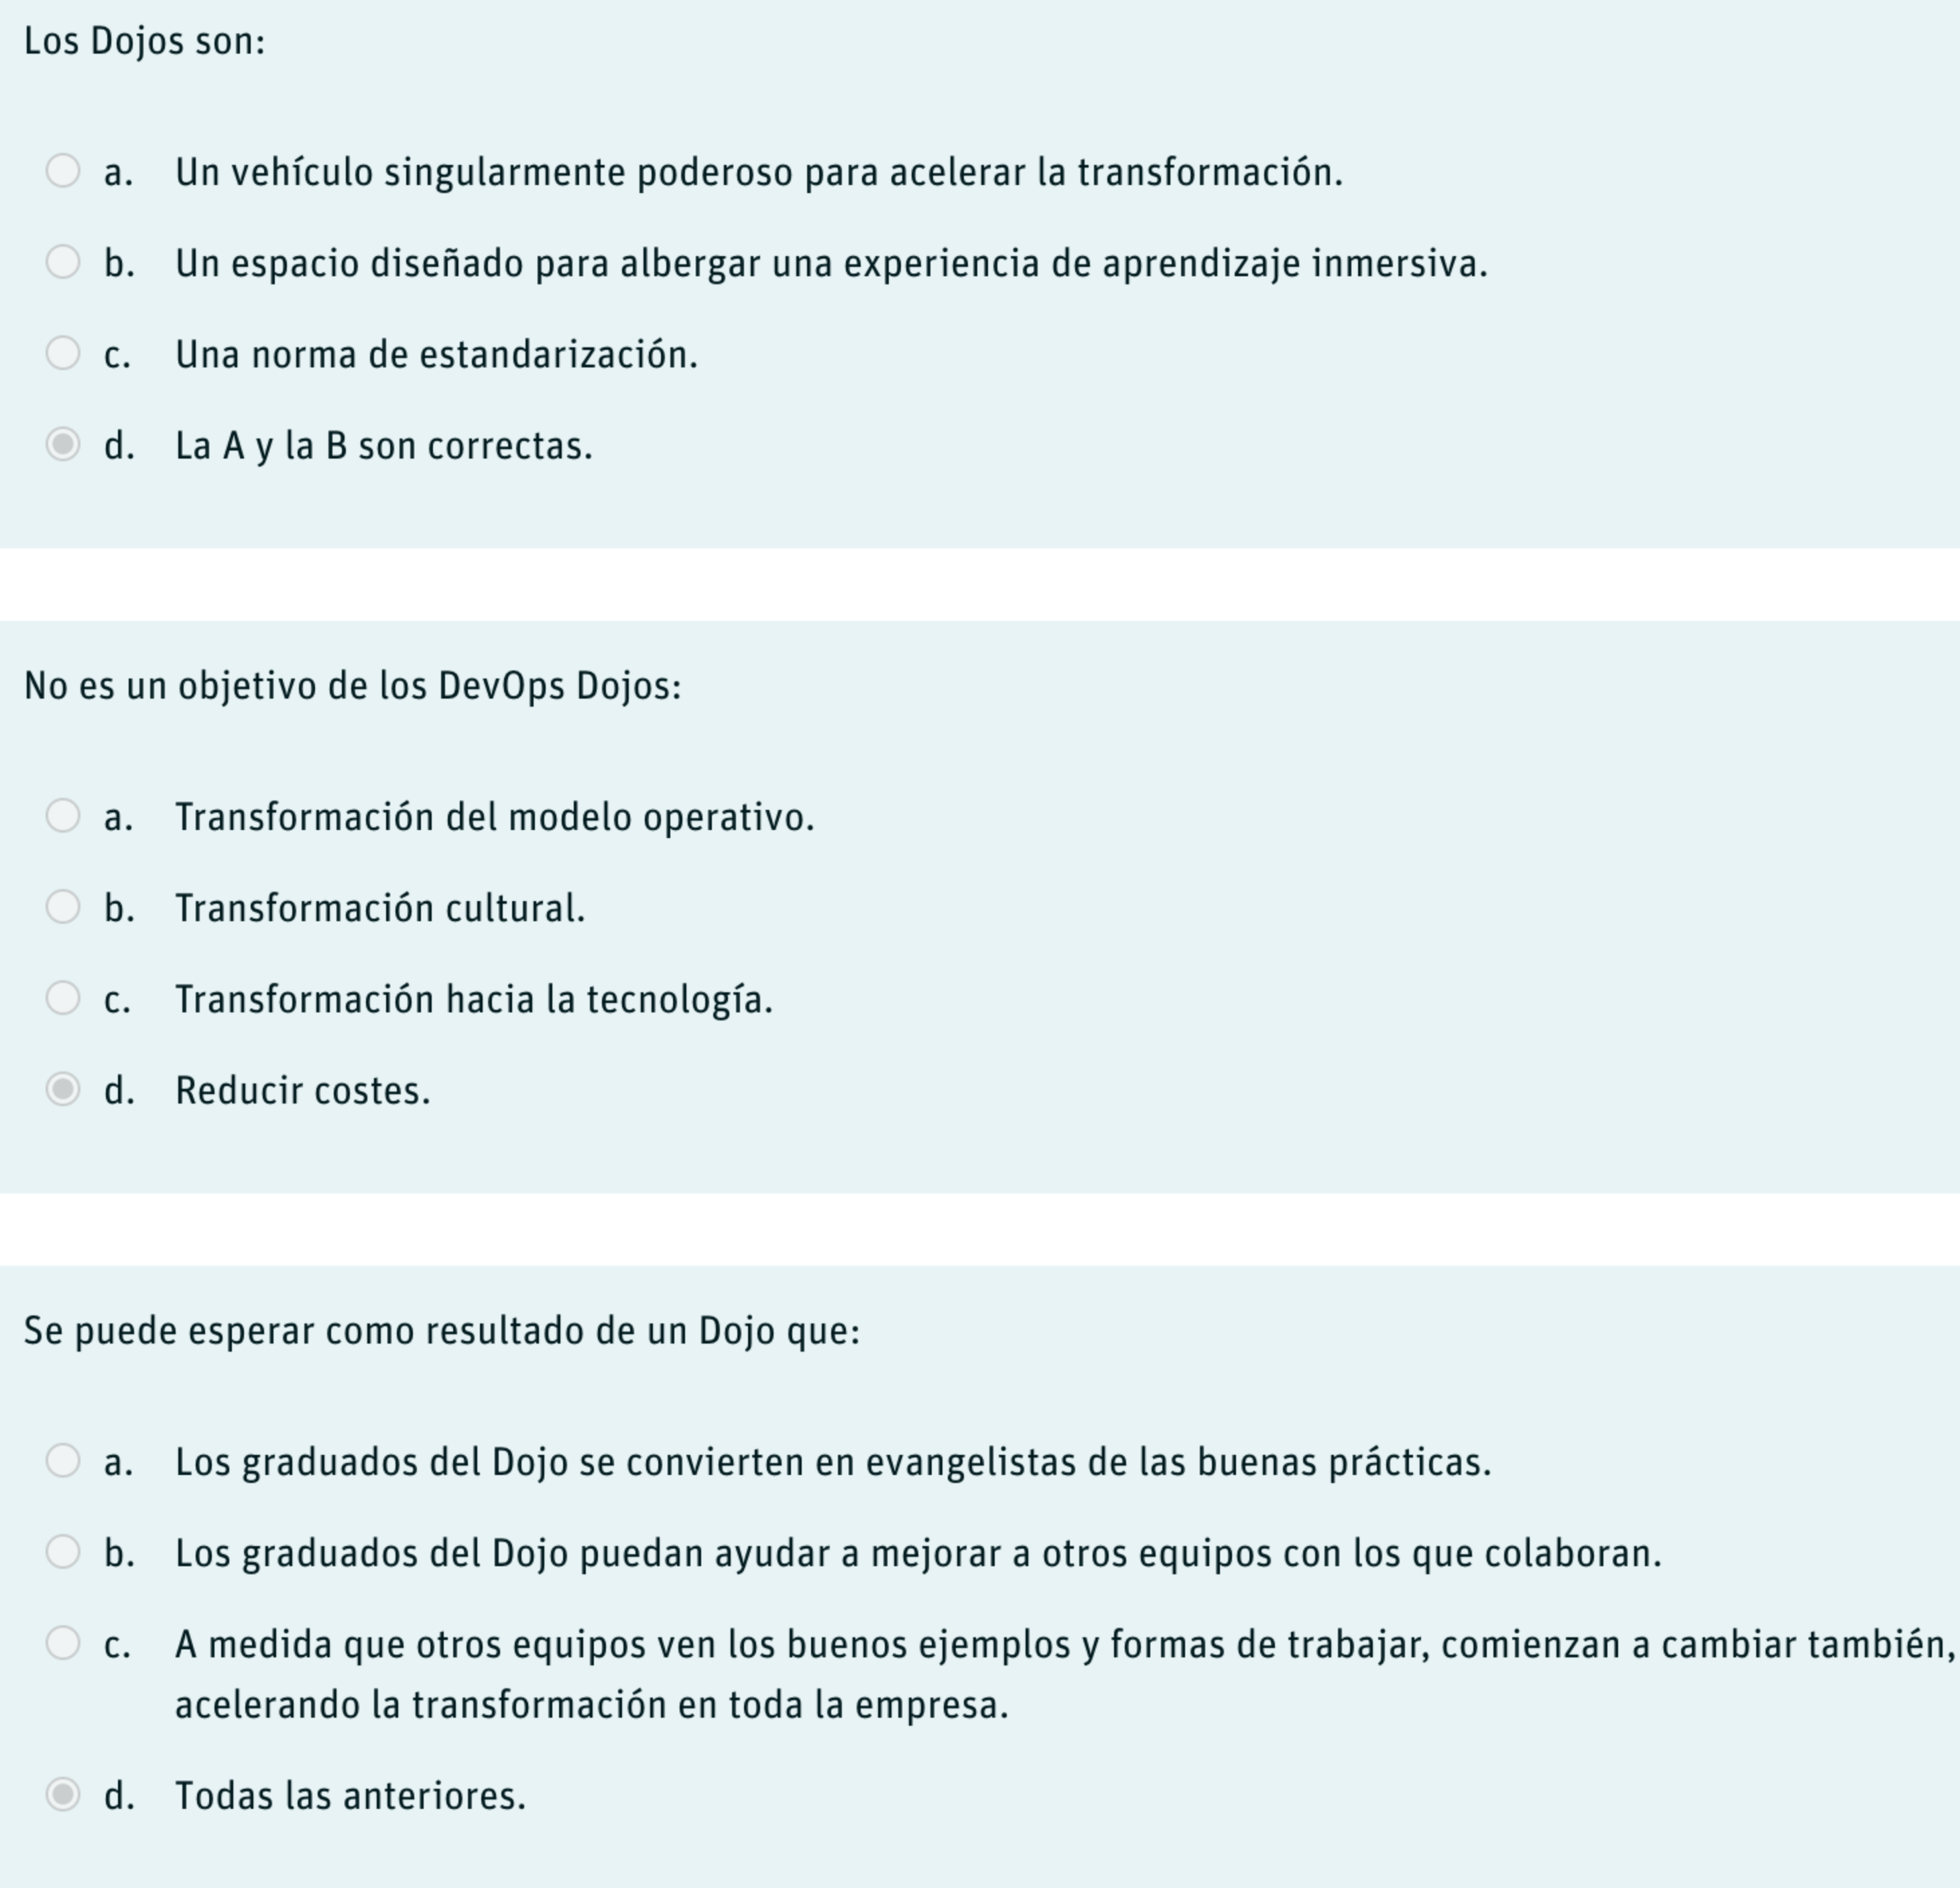 Los Dojos son:
a. Un vehículo singularmente poderoso para acelerar la transformación.
b. Un espacio diseñado para albergar una experiencia de aprendizaje inmersiva.
c. Una norma de estandarización.
d. La A y la B son correctas.
No es un objetivo de los DevOps Dojos:
a. Transformación del modelo operativo.
b. Transformación cultural.
c. Transformación hacia la tecnología.
d. Reducir costes.
Se puede esperar como resultado de un Dojo que:
a. Los graduados del Dojo se convierten en evangelistas de las buenas prácticas.
b. Los graduados del Dojo puedan ayudar a mejorar a otros equipos con los que colaboran.
c. A medida que otros equipos ven los buenos ejemplos y formas de trabajar, comienzan a cambiar también,
acelerando la transformación en toda la empresa.
d. Todas las anteriores.